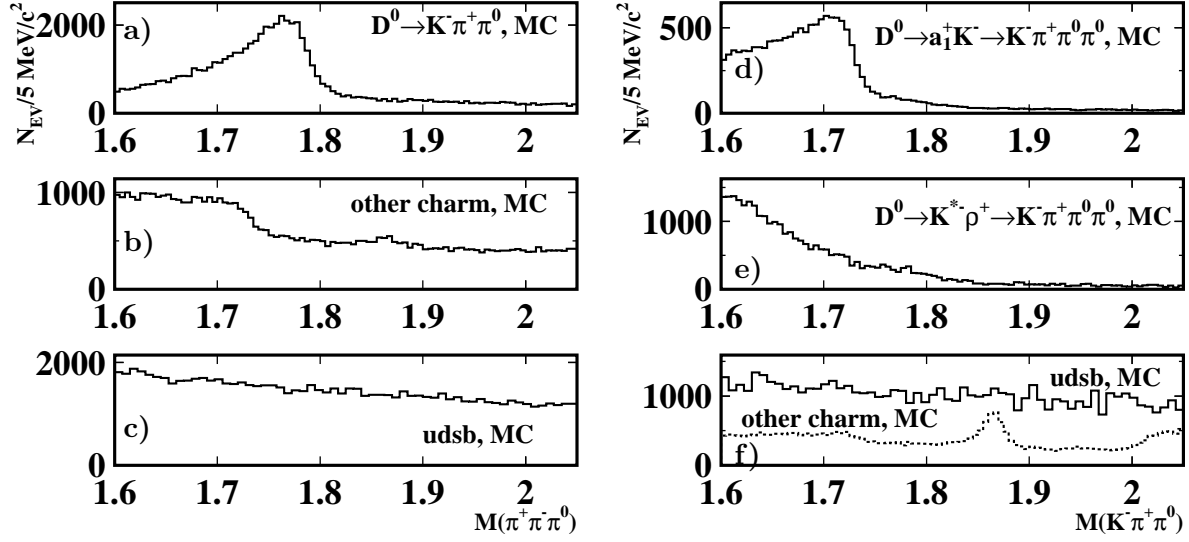 N_EV/5 MeV/c²
2000
0
a)
D⁰→K⁻π⁺π⁰, MC
1.6 1.7 1.8 1.9 2
1000
0
b)
other charm, MC
1.6 1.7 1.8 1.9 2
2000
0
c)
udsb, MC
1.6 1.7 1.8 1.9 2
M(π⁺π⁻π⁰)
N_EV/5 MeV/c²
500
0
d)
D⁰→a₁⁺K⁻→K⁻π⁺π⁰π⁰, MC
1.6 1.7 1.8 1.9 2
1000
0
e)
D⁰→K*⁻ρ⁺→K⁻π⁺π⁰π⁰, MC
1.6 1.7 1.8 1.9 2
1000
0
udsb, MC
other charm, MC
f)
1.6 1.7 1.8 1.9 2
M(K⁻π⁺π⁰)